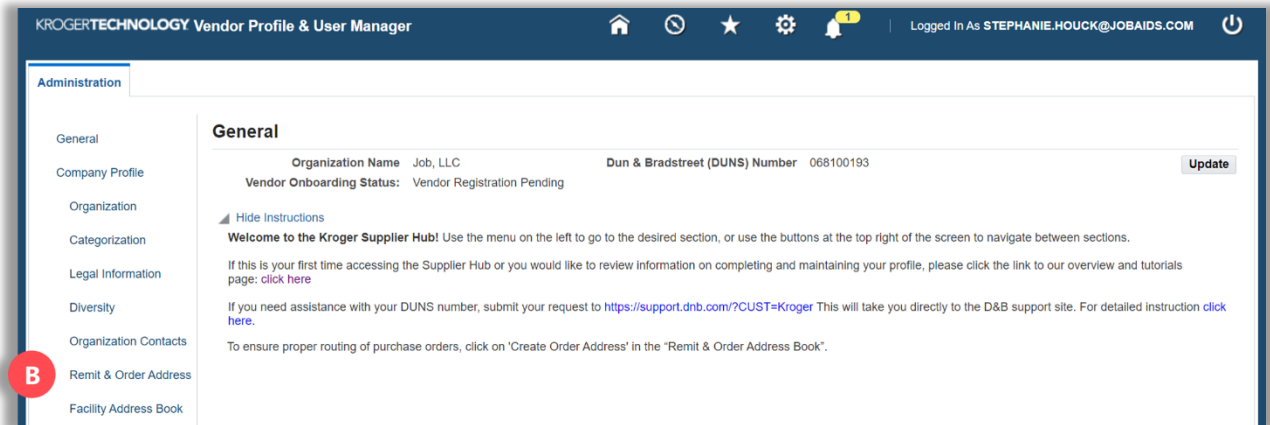 KROGERTECHNOLOGY. Vendor Profile & User Manager
1
Logged In As STEPHANIE.HOUCK@JOBAIDS.COM
Administration
General
Company Profile
Organization
Categorization
Legal Information
Diversity
Organization Contacts
B
Remit & Order Address
Facility Address Book
General
Organization Name Job, LLC
Dun & Bradstreet (DUNS) Number 068100193
Update
Vendor Onboarding Status: Vendor Registration Pending
Hide Instructions
Welcome to the Kroger Supplier Hub! Use the menu on the left to go to the desired section, or use the buttons at the top right of the screen to navigate between sections.
If this is your first time accessing the Supplier Hub or you would like to review information on completing and maintaining your profile, please click the link to our overview and tutorials
page: click here
If you need assistance with your DUNS number, submit your request to https://support.dnb.com/?CUST=Kroger This will take you directly to the D&B support site. For detailed instruction click
here.
To ensure proper routing of purchase orders, click on 'Create Order Address' in the “Remit & Order Address Book”.